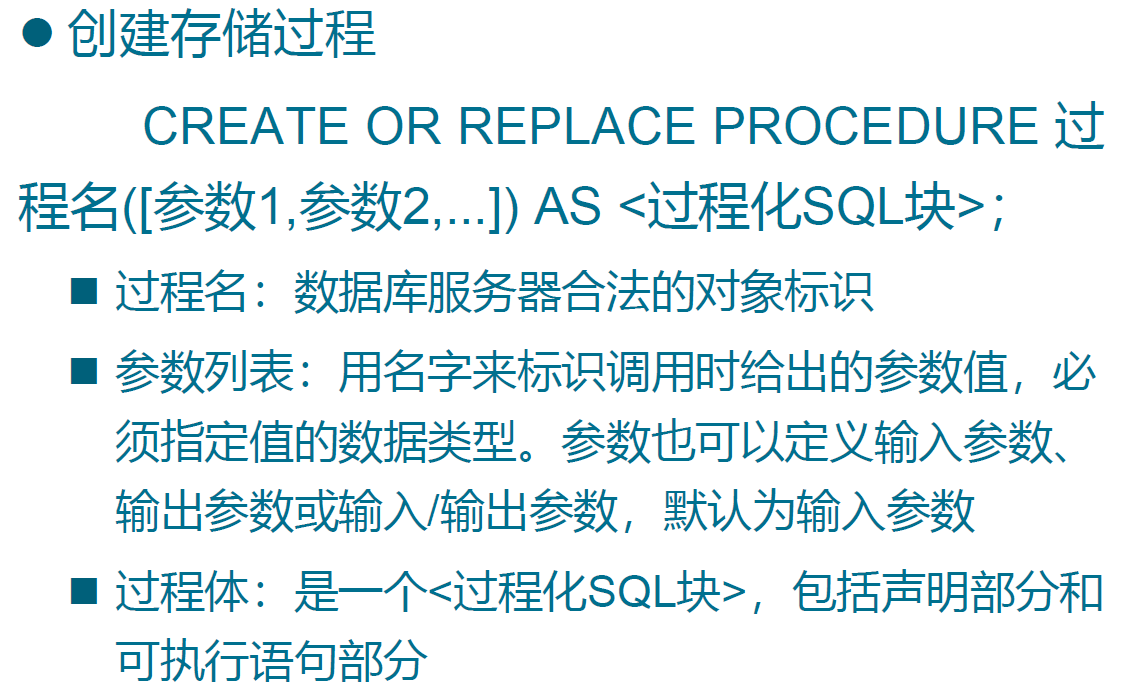 ● 创建存储过程
CREATE OR REPLACE PROCEDURE 过
程名([参数1,参数2,...]) AS <过程化SQL块>；
■ 过程名：数据库服务器合法的对象标识
■ 参数列表：用名字来标识调用时给出的参数值，必
须指定值的数据类型。参数也可以定义输入参数、
输出参数或输入/输出参数，默认为输入参数
■ 过程体：是一个<过程化SQL块>，包括声明部分和
可执行语句部分